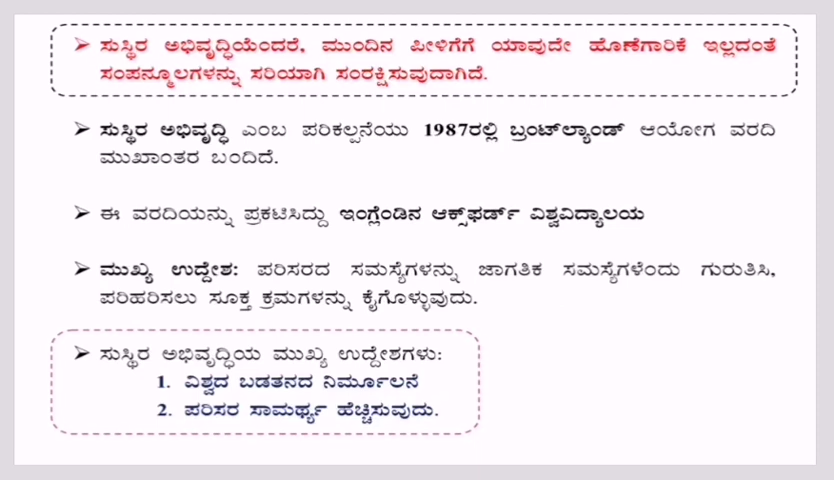 ➢ ಸುಸ್ಥಿರ ಅಭಿವೃದ್ಧಿಯೆಂದರೆ, ಮುಂದಿನ ಪೀಳಿಗೆಗೆ ಯಾವುದೇ ಹೊಣೆಗಾರಿಕೆ ಇಲ್ಲದಂತೆ
ಸಂಪನ್ಮೂಲಗಳನ್ನು ಸರಿಯಾಗಿ ಸಂರಕ್ಷಿಸುವುದಾಗಿದೆ.
➢ ಸುಸ್ಥಿರ ಅಭಿವೃದ್ಧಿ ಎಂಬ ಪರಿಕಲ್ಪನೆಯು 1987ರಲ್ಲಿ ಬ್ರಂಟ್‌ಲ್ಯಾಂಡ್ ಆಯೋಗ ವರದಿ
ಮುಖಾಂತರ ಬಂದಿದೆ.
➢ ಈ ವರದಿಯನ್ನು ಪ್ರಕಟಿಸಿದ್ದು ಇಂಗ್ಲೆಂಡಿನ ಆಕ್ಸ್‌ಫರ್ಡ್ ವಿಶ್ವವಿದ್ಯಾಲಯ
➢ ಮುಖ್ಯ ಉದ್ದೇಶ: ಪರಿಸರದ ಸಮಸ್ಯೆಗಳನ್ನು ಜಾಗತಿಕ ಸಮಸ್ಯೆಗಳೆಂದು ಗುರುತಿಸಿ,
ಪರಿಹರಿಸಲು ಸೂಕ್ತ ಕ್ರಮಗಳನ್ನು ಕೈಗೊಳ್ಳುವುದು.
➢ ಸುಸ್ಥಿರ ಅಭಿವೃದ್ಧಿಯ ಮುಖ್ಯ ಉದ್ದೇಶಗಳು:
1. ವಿಶ್ವದ ಬಡತನದ ನಿರ್ಮೂಲನೆ
2. ಪರಿಸರ ಸಾಮರ್ಥ್ಯ ಹೆಚ್ಚಿಸುವುದು.